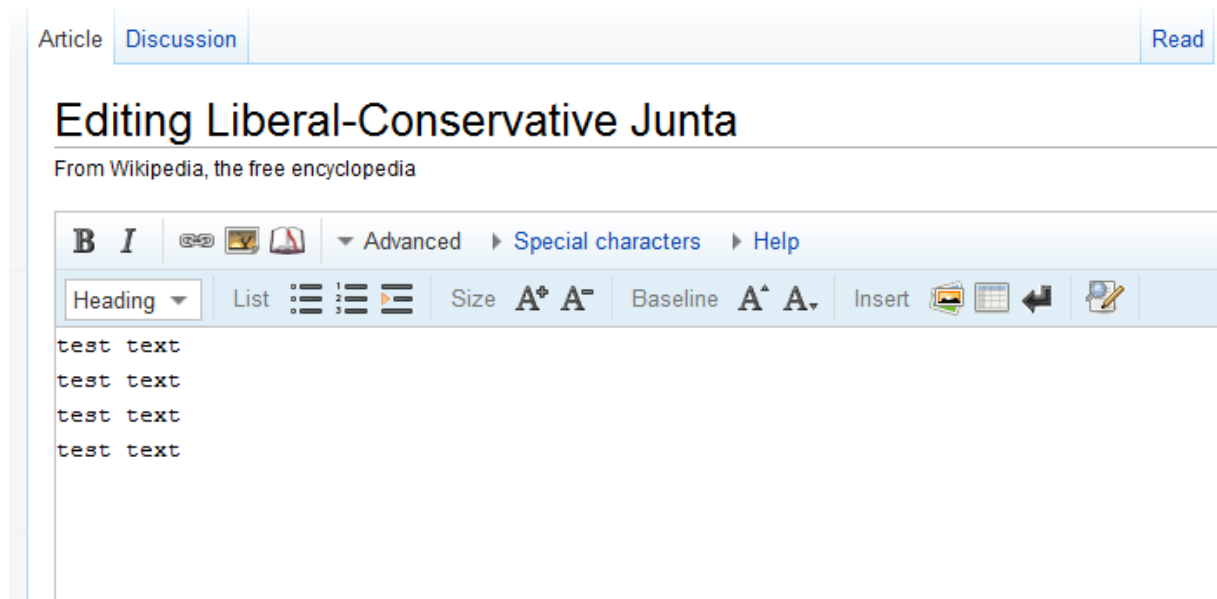 Article Discussion Read
Editing Liberal-Conservative Junta
From Wikipedia, the free encyclopedia
B I Advanced Special characters Help
Heading List Size A+ A- Baseline A A Insert
test text
test text
test text
test text